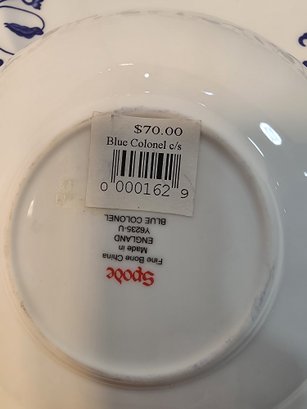 $70.00
Blue Colonel c/s
0 000162 9
Spode
Fine Bone China
Made in
ENGLAND
Y6235-U
BLUE COLONEL